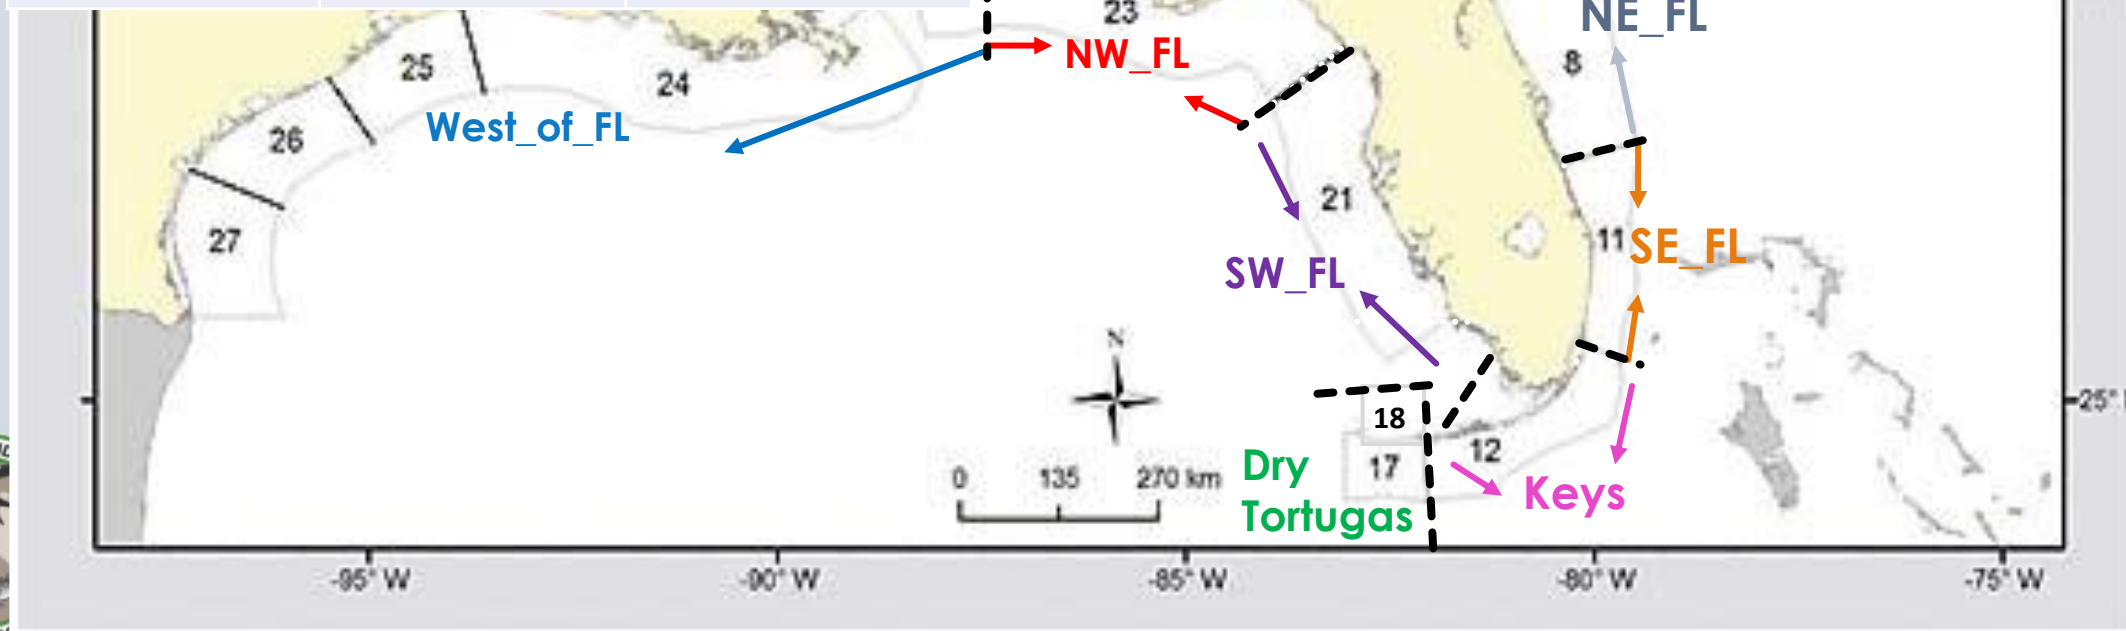 23
NE_FL
NW_FL
8
25
24
West_of_FL
26
21
27
11 SE_FL
SW_FL
N
25°
18
12
Dry
17
0 135 270 km
Keys
Tortugas
-95° W -90° W -85° W -80° W -75° W